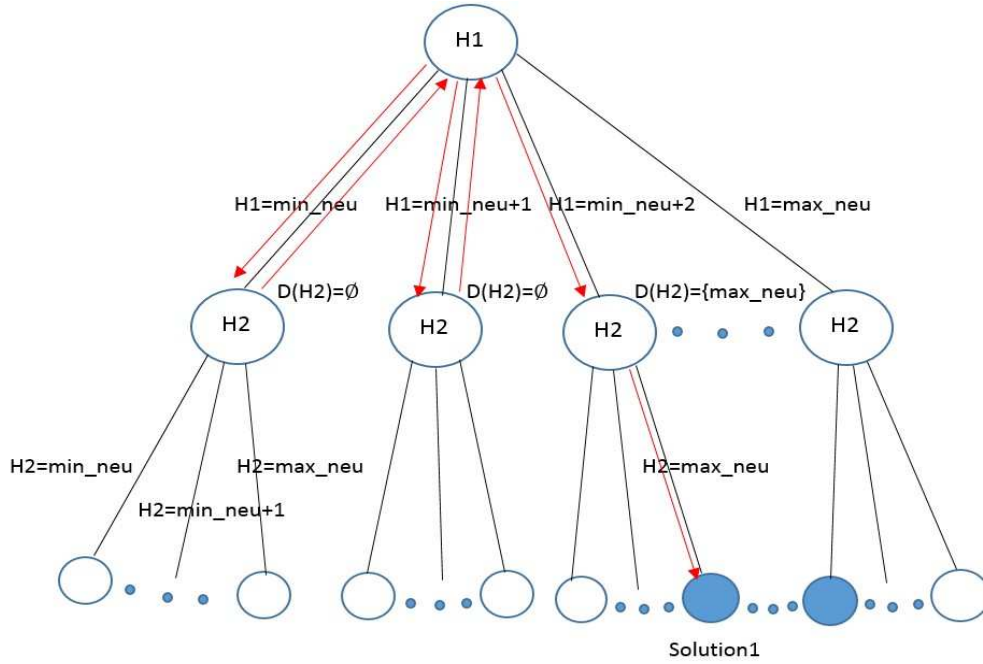 H1
H1=min_neu
H1=min_neu+1
H1=min_neu+2
H1=max_neu
D(H2)=∅
D(H2)=∅
D(H2)={max_neu}
H2
H2
H2
H2
H2=min_neu
H2=max_neu
H2=max_neu
H2=min_neu+1
Solution1